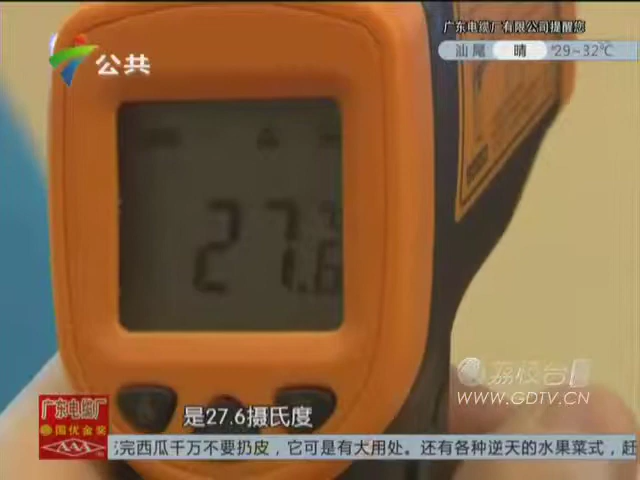 广东电缆厂有限公司提醒您
公共
汕尾 晴 29~32℃
27.6
荔枝台
www.GDTV.CN
广东电缆厂
国优金奖
AAA
是27.6摄氏度
完西瓜千万不要扔皮，它可是有大用处。还有各种逆天的水果菜式，赶